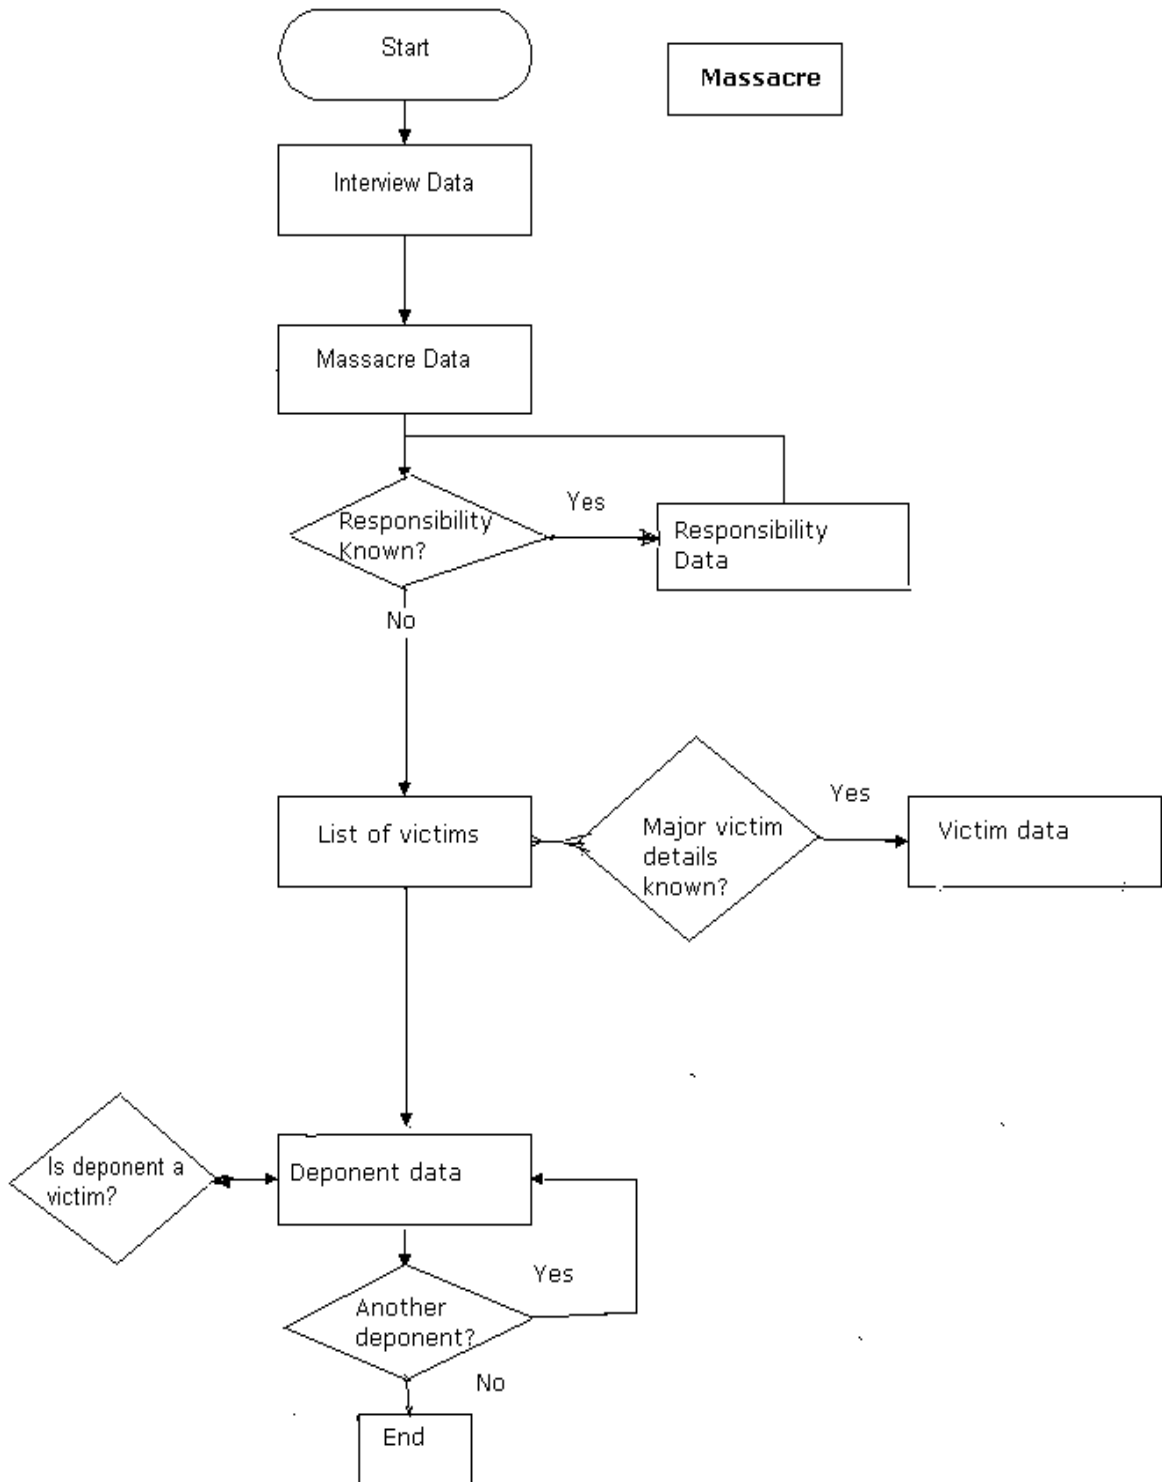 Start
Massacre
Interview Data
Massacre Data
Yes
Responsibility
Known?
Responsibility
Data
No
Yes
List of victims
Major victim
details
known?
Victim data
Is deponent a
victim?
Deponent data
Yes
Another
deponent?
No
End